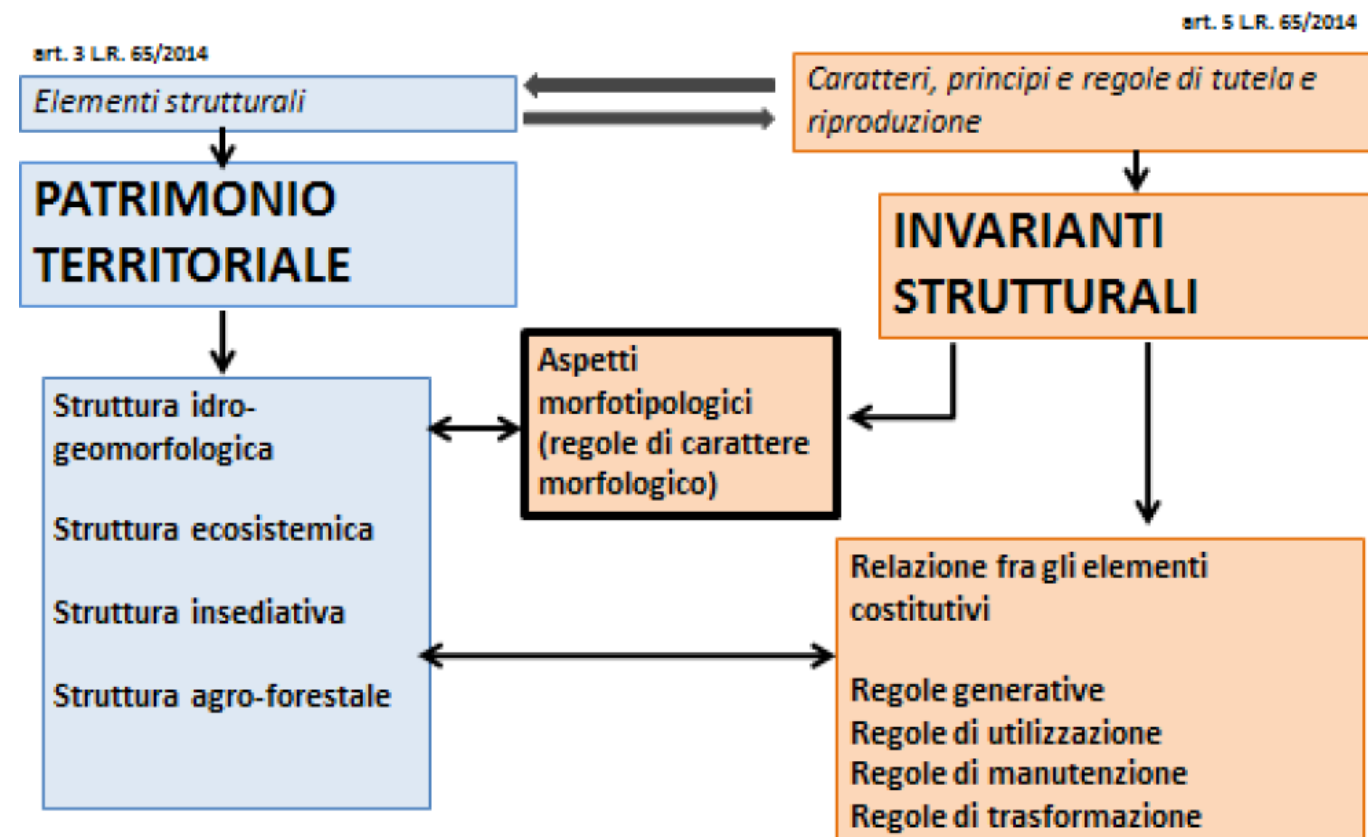 art. 5 L.R. 65/2014
art. 3 L.R. 65/2014
Elementi strutturali
Caratteri, principi e regole di tutela e
riproduzione
PATRIMONIO
TERRITORIALE
INVARIANTI
STRUTTURALI
Aspetti
morfotipologici
(regole di carattere
morfologico)
Struttura idro-
geomorfologica
Struttura ecosistemica
Struttura insediativa
Struttura agro-forestale
Relazione fra gli elementi
costitutivi
Regole generative
Regole di utilizzazione
Regole di manutenzione
Regole di trasformazione